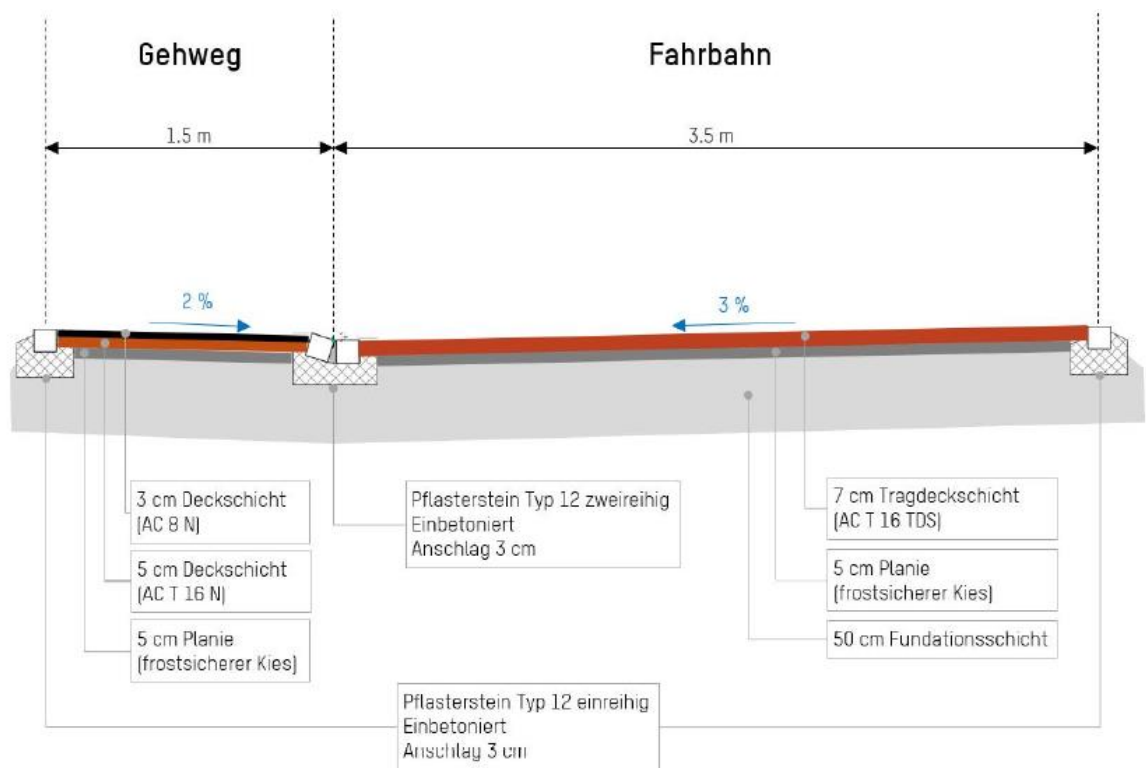 Gehweg
Fahrbahn
1.5 m
3.5 m
2 %
3 %
3 cm Deckschicht
(AC 8 N)
5 cm Deckschicht
(AC T 16 N)
5 cm Planie
(frostsicherer Kies)
Pflasterstein Typ 12 zweireihig
Einbetoniert
Anschlag 3 cm
7 cm Tragdeckschicht
(AC T 16 TDS)
5 cm Planie
(frostsicherer Kies)
50 cm Fundationsschicht
Pflasterstein Typ 12 einreihig
Einbetoniert
Anschlag 3 cm